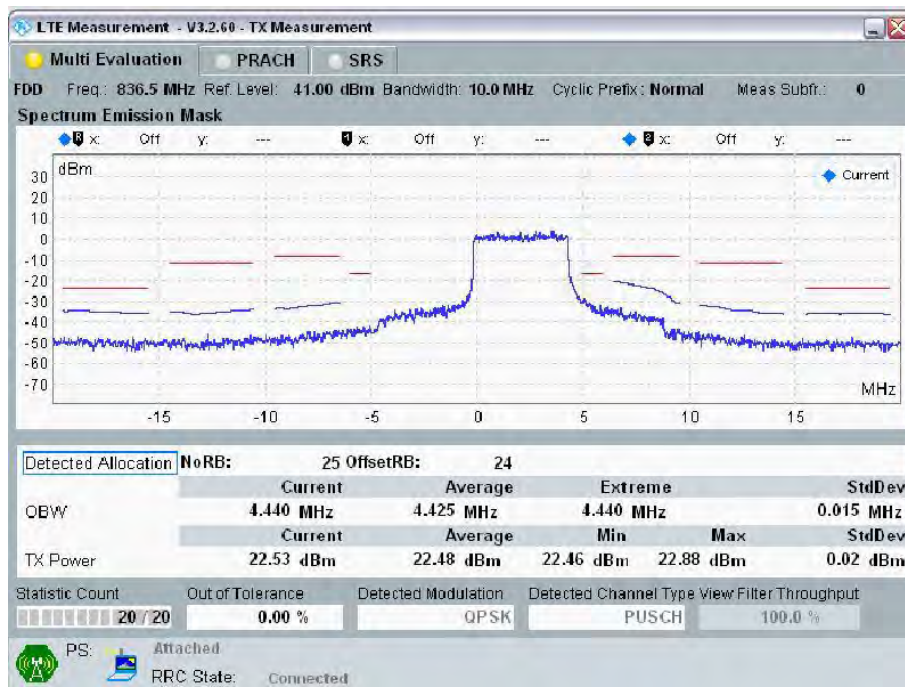 LTE Measurement - V3.2.60 - TX Measurement
Multi Evaluation PRACH SRS
FDD Freq.: 836.5 MHz Ref. Level: 41.00 dBm Bandwidth: 10.0 MHz Cyclic Prefix: Normal Meas Subfr.: 0
Spectrum Emission Mask
R x: Off y: --- 1 x: Off y: --- 2 x: Off y: ---
dBm
Current
30
20
10
0
-10
-20
-30
-40
-50
-60
-70
MHz
-15 -10 -5 0 5 10 15
Detected Allocation NoRB: 25 OffsetRB: 24
Current Average Extreme StdDev
OBW 4.440 MHz 4.425 MHz 4.440 MHz 0.015 MHz
Current Average Min Max StdDev
TX Power 22.53 dBm 22.48 dBm 22.46 dBm 22.88 dBm 0.02 dBm
Statistic Count Out of Tolerance Detected Modulation Detected Channel Type View Filter Throughput
20 / 20 0.00 % QPSK PUSCH 100.0 %
PS: Attached
RRC State: Connected